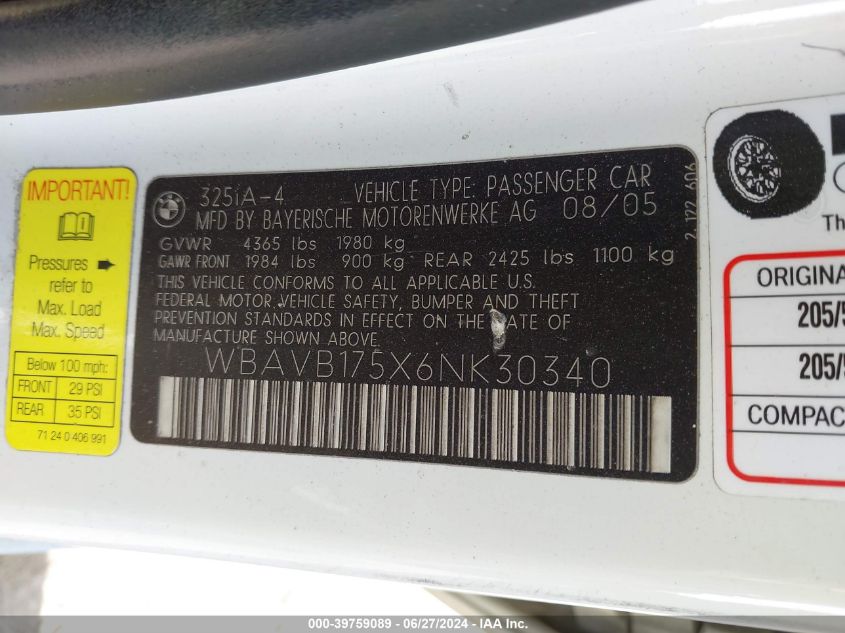 IMPORTANT!
Pressures
refer to
Max. Load
Max. Speed
Below 100 mph:
FRONT 29 PSI
REAR 35 PSI
71 24 0 406 991
325iA-4 VEHICLE TYPE: PASSENGER CAR
MFD BY BAYERISCHE MOTORENWERKE AG 08/05
GVWR 4365 lbs 1980 kg
GAWR FRONT 1984 lbs 900 kg REAR 2425 lbs 1100 kg
THIS VEHICLE CONFORMS TO ALL APPLICABLE U.S.
FEDERAL MOTOR VEHICLE SAFETY, BUMPER AND THEFT
PREVENTION STANDARDS IN EFFECT ON THE DATE OF
MANUFACTURE SHOWN ABOVE.
WBAVB175X6NK30340
2 122 606
Th
ORIGINA
205/5
205/5
COMPAC
000-39759089 - 06/27/2024 - IAA Inc.